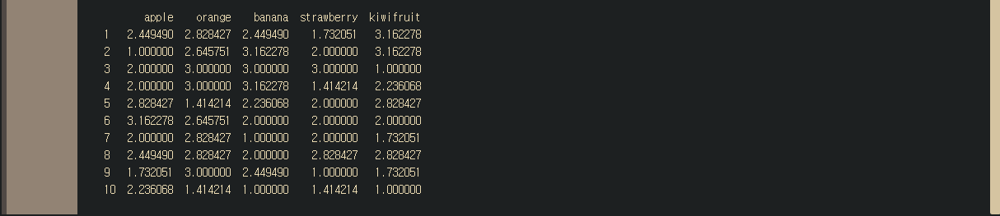 apple orange banana strawberry kiwifruit
1 2.449490 2.828427 2.449490 1.732051 3.162278
2 1.000000 2.645751 3.162278 2.000000 3.162278
3 2.000000 3.000000 3.000000 3.000000 1.000000
4 2.000000 3.000000 3.162278 1.414214 2.236068
5 2.828427 1.414214 2.236068 2.000000 2.828427
6 3.162278 2.645751 2.000000 2.000000 2.000000
7 2.000000 2.828427 1.000000 2.000000 1.732051
8 2.449490 2.828427 2.000000 2.828427 2.828427
9 1.732051 3.000000 2.449490 1.000000 1.732051
10 2.236068 1.414214 1.000000 1.414214 1.000000